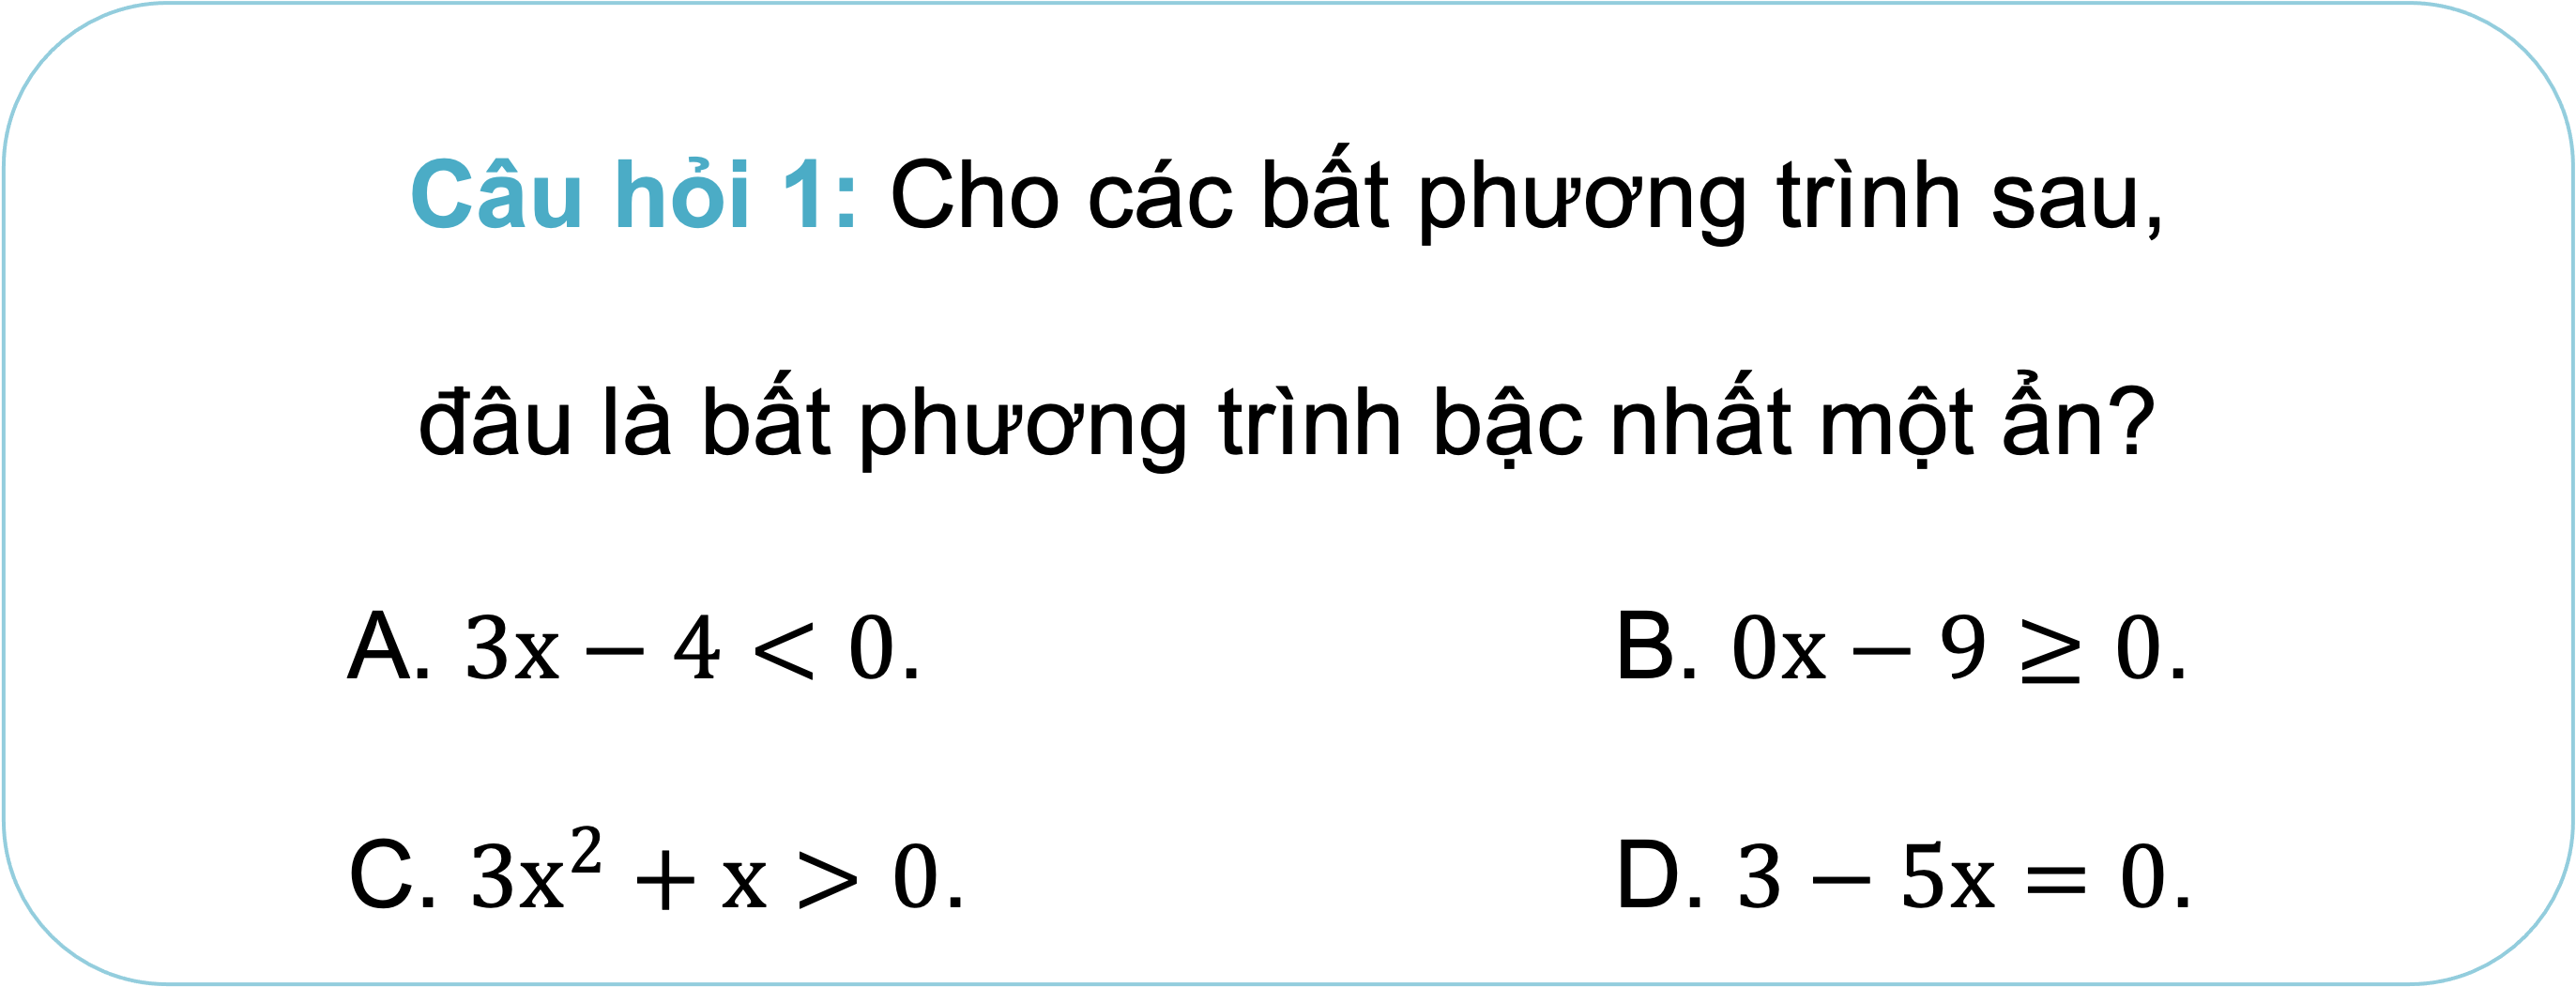 Câu hỏi 1: Cho các bất phương trình sau,
đâu là bất phương trình bậc nhất một ẩn?
A. 3x − 4 < 0. B. 0x − 9 ≥ 0.
C. 3x² + x > 0. D. 3 − 5x = 0.